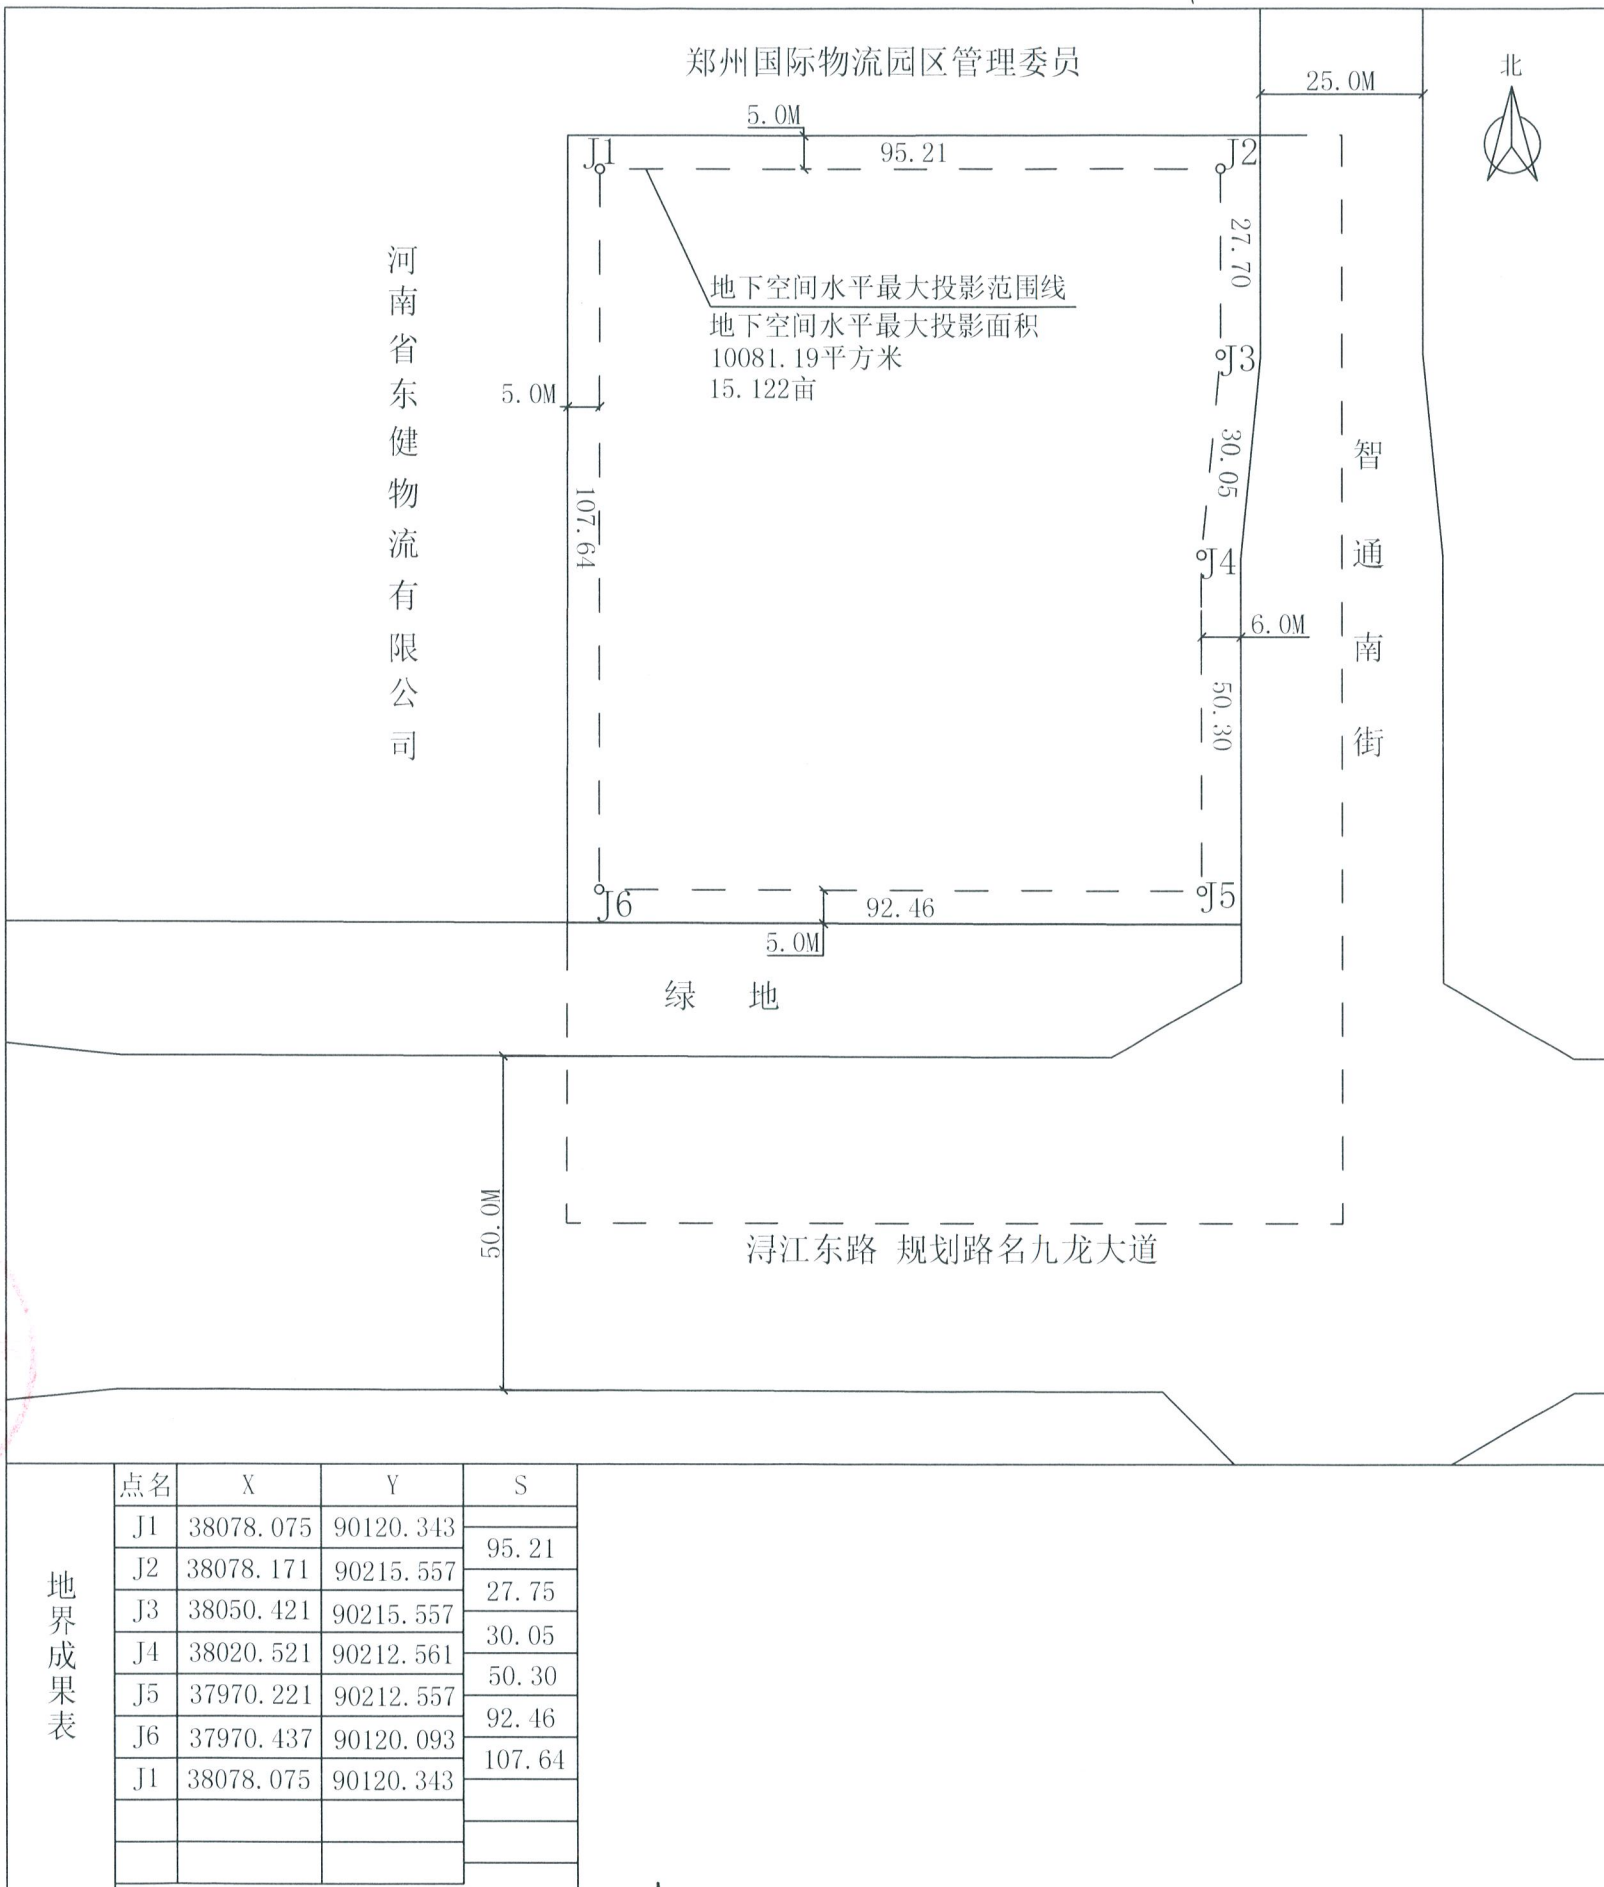 郑州国际物流园区管理委员
北
25.0M
5.0M
J1
95.21
J2
27.70
河南省东健物流有限公司
地下空间水平最大投影范围线
地下空间水平最大投影面积
10081.19平方米
15.122亩
J3
5.0M
30.05
智通南街
107.64
J4
6.0M
50.30
J6
92.46
J5
5.0M
绿 地
50.0M
浔江东路 规划路名九龙大道
地界成果表
点名 X Y S
J1 38078.075 90120.343
95.21
J2 38078.171 90215.557
27.75
J3 38050.421 90215.557
30.05
J4 38020.521 90212.561
50.30
J5 37970.221 90212.557
92.46
J6 37970.437 90120.093
107.64
J1 38078.075 90120.343